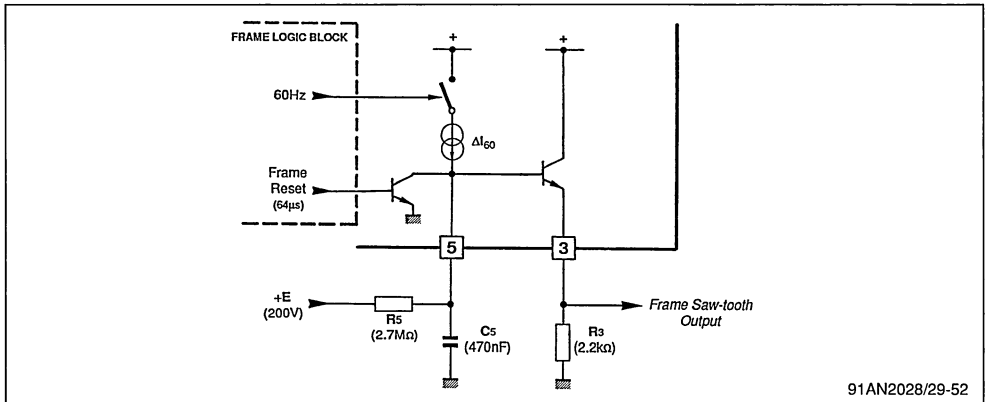 FRAME LOGIC BLOCK
+
+
60Hz
ΔI60
Frame
Reset
(64µs)
5
3
+E
(200V)
R5
(2.7MΩ)
C5
(470nF)
Frame Saw-tooth
Output
R3
(2.2kΩ)
91AN2028/29-52